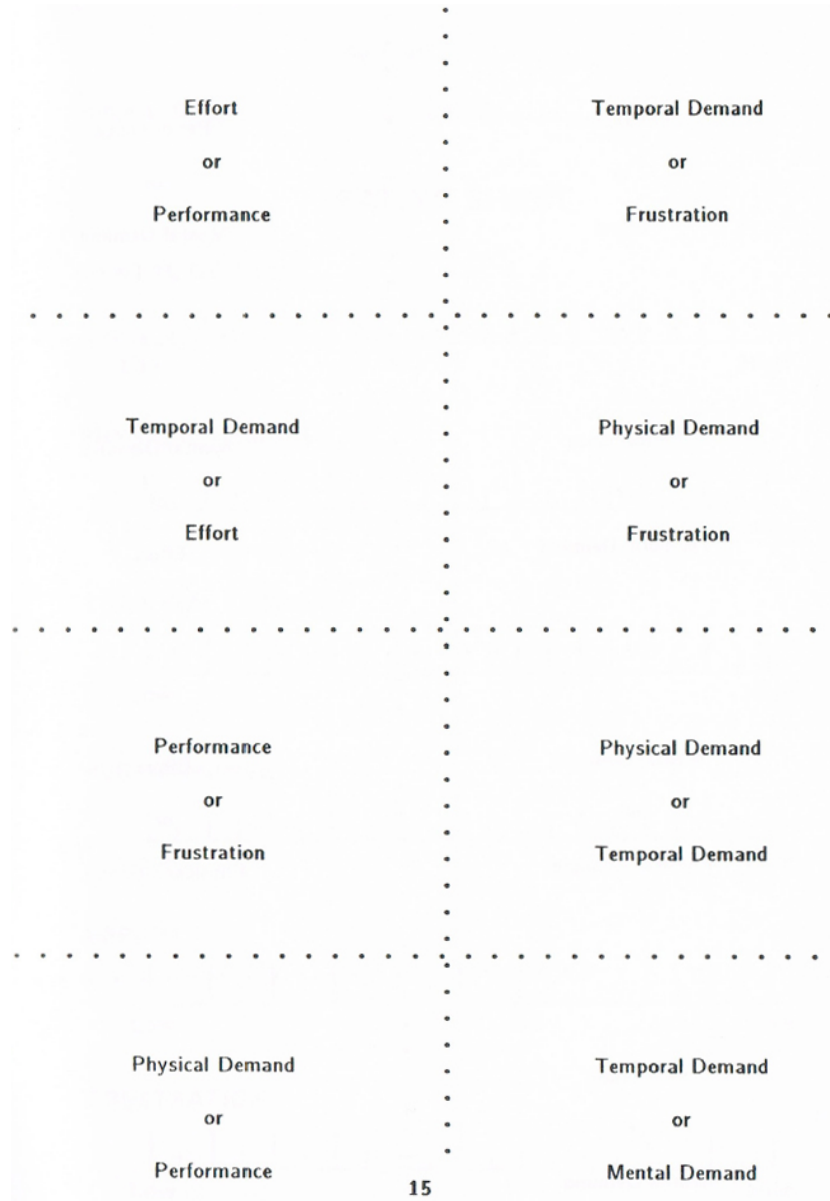 Effort
or
Performance
Temporal Demand
or
Frustration
Temporal Demand
or
Effort
Physical Demand
or
Frustration
Performance
or
Frustration
Physical Demand
or
Temporal Demand
Physical Demand
or
Performance
Temporal Demand
or
Mental Demand
15